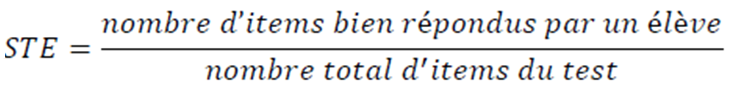 STE = nombre d'items bien répondus par un élève
nombre total d'items du test